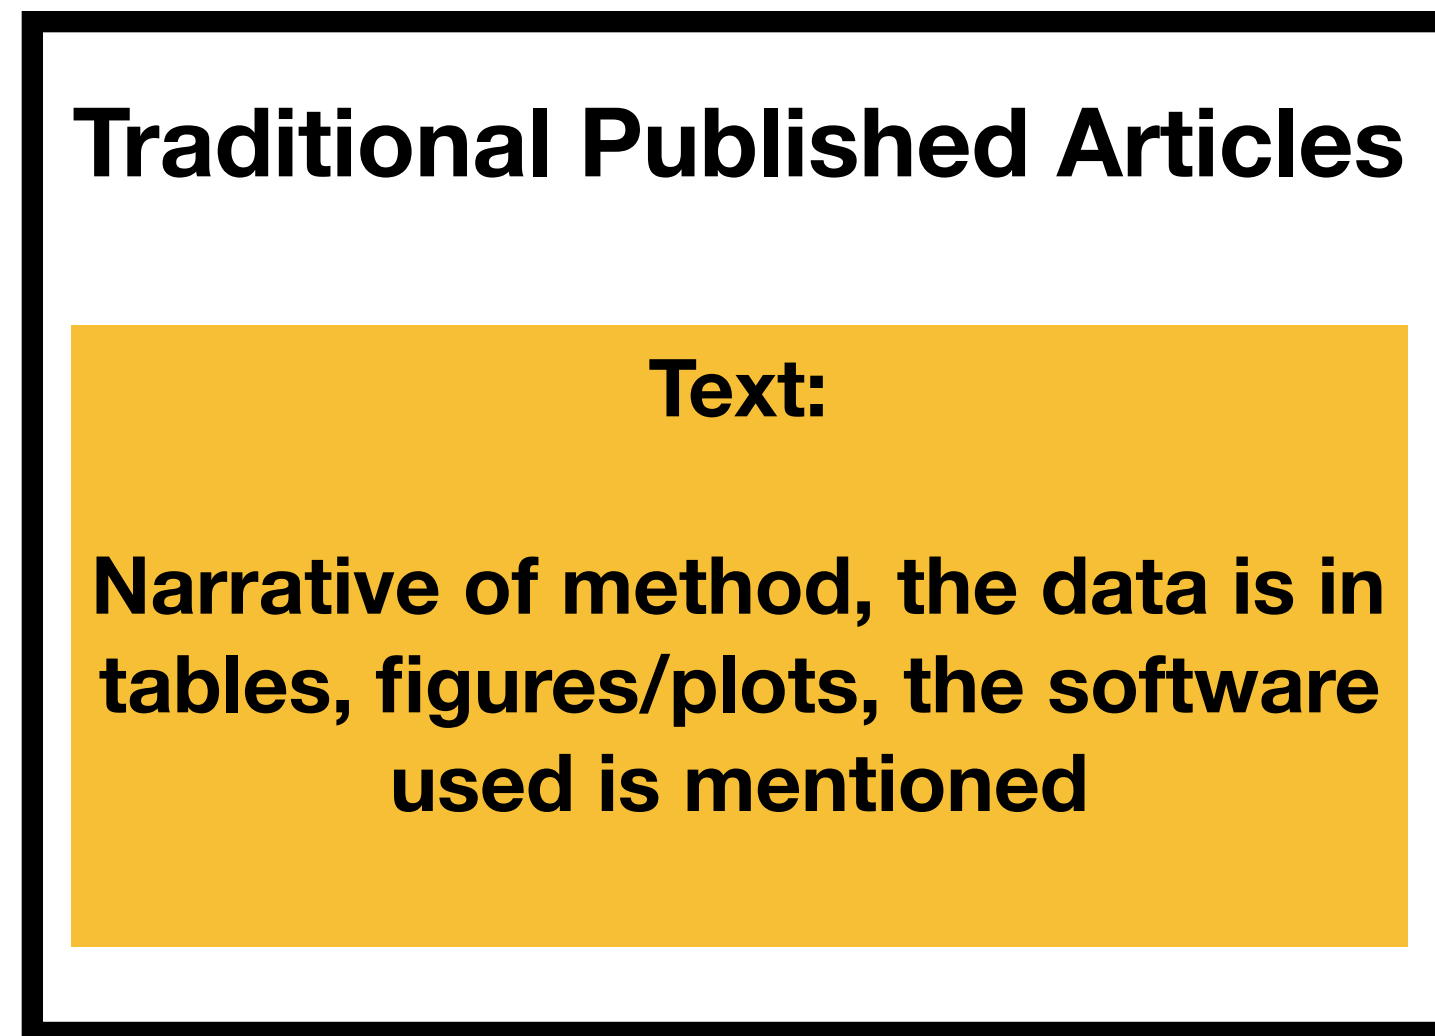 Traditional Published Articles
Text:
Narrative of method, the data is in
tables, figures/plots, the software
used is mentioned